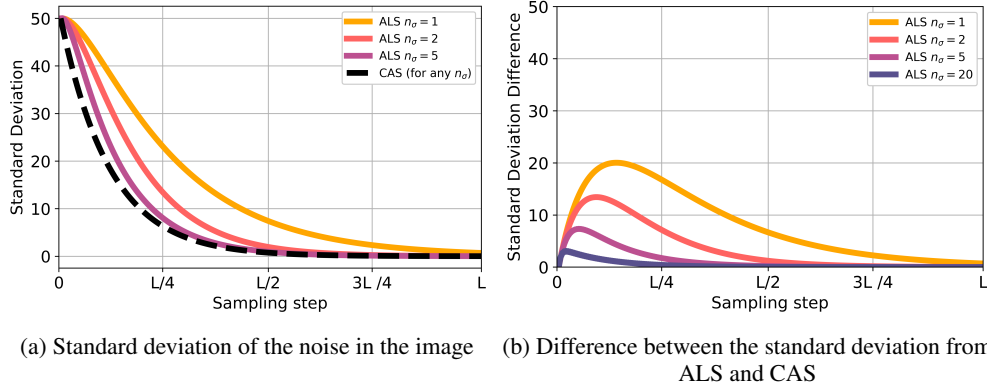 50
40
30
20
10
0
Standard Deviation
0
L/4
L/2
3L /4
L
Sampling step
ALS nσ = 1
ALS nσ = 2
ALS nσ = 5
CAS (for any nσ)
(a) Standard deviation of the noise in the image
50
40
30
20
10
0
Standard Deviation Difference
0
L/4
L/2
3L /4
L
Sampling step
ALS nσ = 1
ALS nσ = 2
ALS nσ = 5
ALS nσ = 20
(b) Difference between the standard deviation from
ALS and CAS